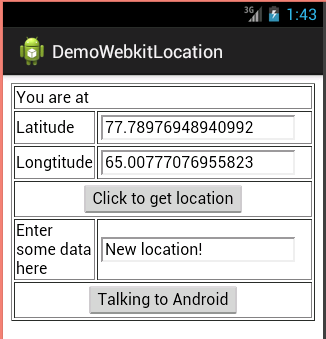 3G 1:43
DemoWebkitLocation
You are at
Latitude 77.78976948940992
Longtitude 65.00777076955823
Click to get location
Enter
some data
here
New location!
Talking to Android